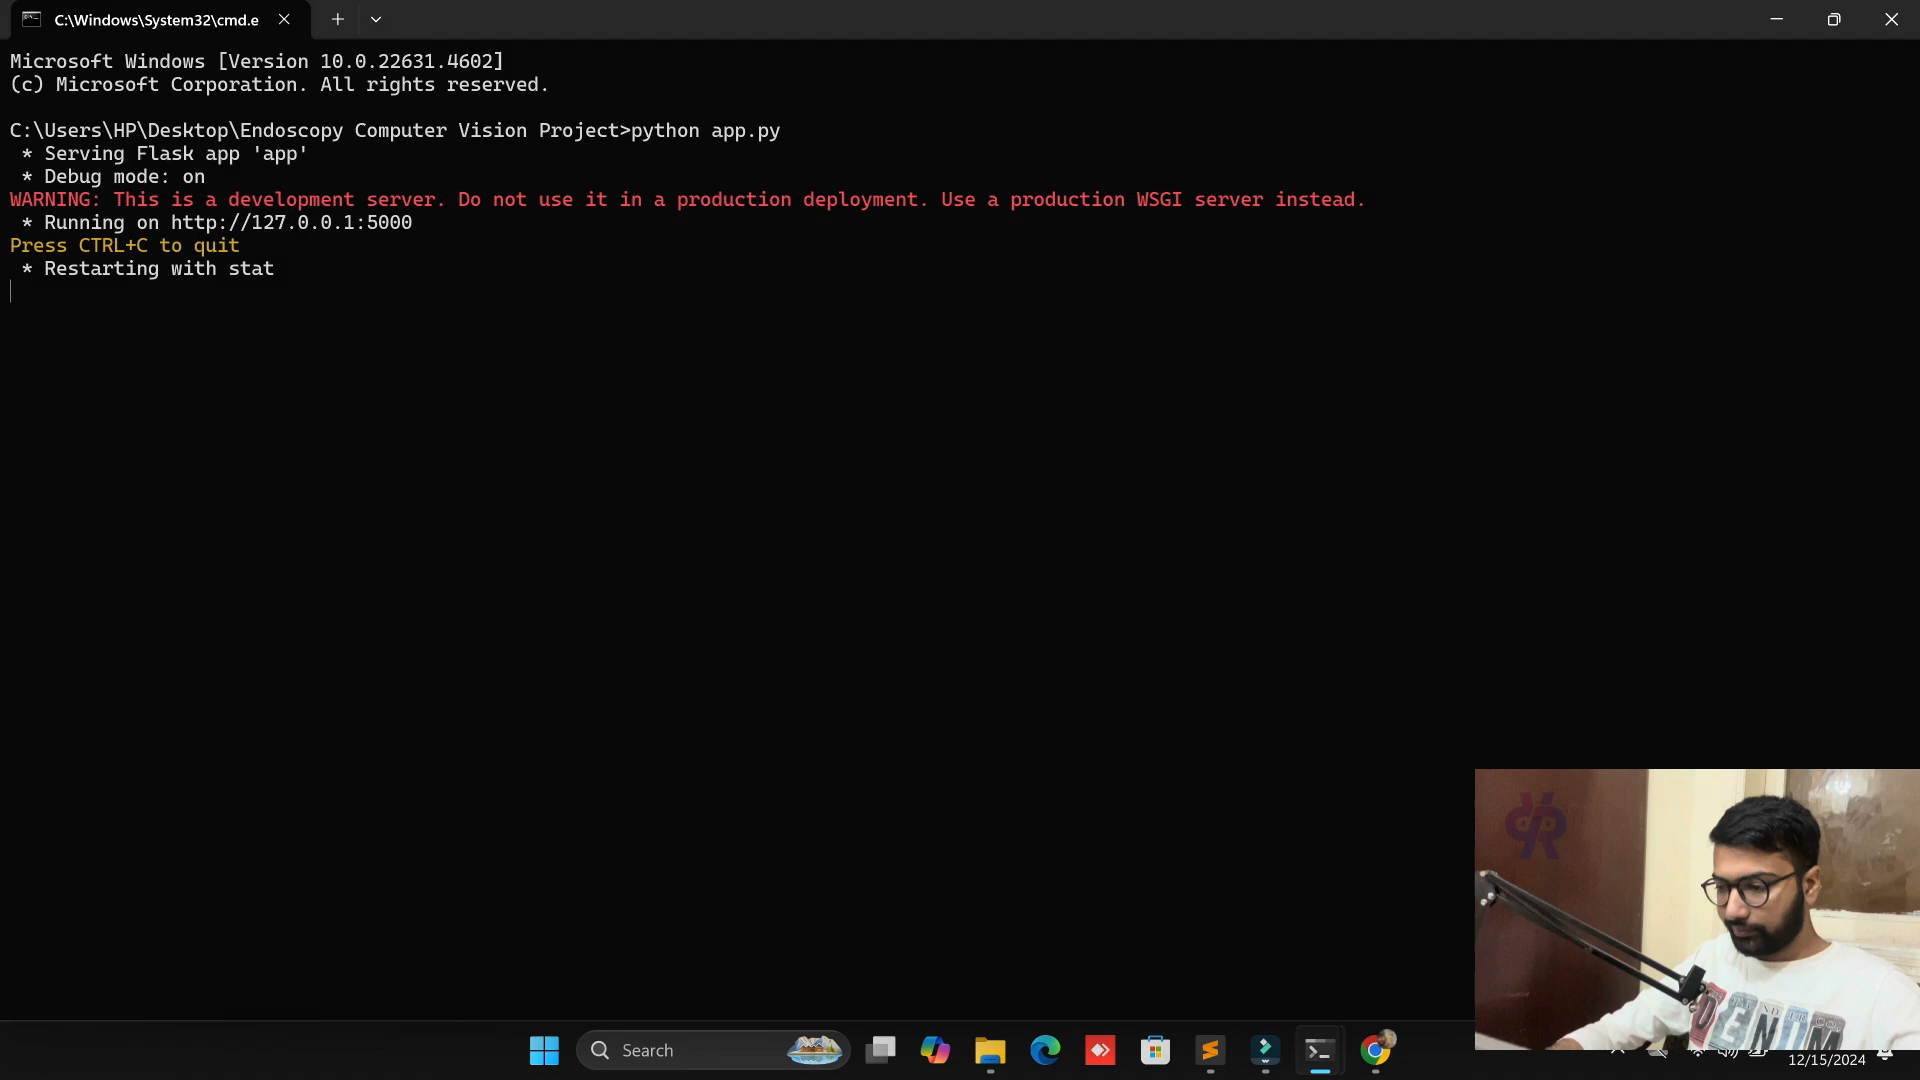 C:\Windows\System32\cmd.e
Microsoft Windows [Version 10.0.22631.4602]
(c) Microsoft Corporation. All rights reserved.
C:\Users\HP\Desktop\Endoscopy Computer Vision Project>python app.py
* Serving Flask app 'app'
* Debug mode: on
WARNING: This is a development server. Do not use it in a production deployment. Use a production WSGI server instead.
* Running on http://127.0.0.1:5000
Press CTRL+C to quit
* Restarting with stat
DENIM
Search
12/15/2024